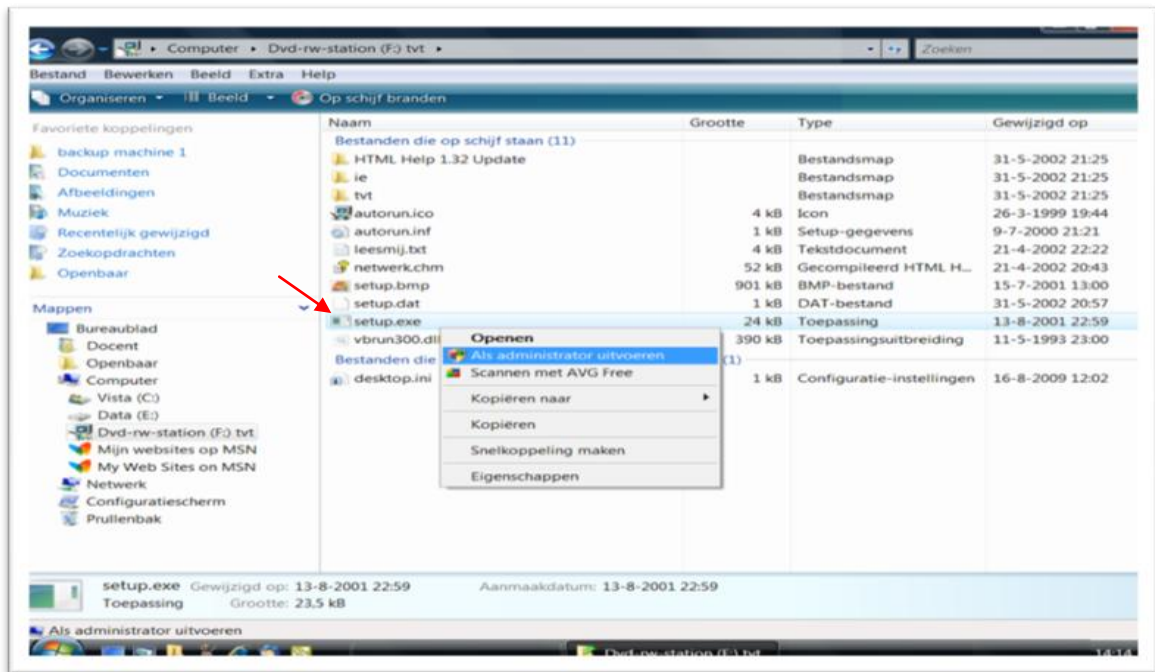 Computer Dvd-rw-station (F:) tvt Zoeken
Bestand Bewerken Beeld Extra Help
Organiseren Beeld Op schijf branden
Favoriete koppelingen
backup machine 1
Documenten
Afbeeldingen
Muziek
Recentelijk gewijzigd
Zoekopdrachten
Openbaar
Mappen
Bureaublad
Docent
Openbaar
Computer
Vista (C:)
Data (E:)
Dvd-rw-station (F:) tvt
Mijn websites op MSN
My Web Sites on MSN
Netwerk
Configuratiescherm
Prullenbak
Naam Grootte Type Gewijzigd op
Bestanden die op schijf staan (11)
HTML Help 1.32 Update Bestandsmap 31-5-2002 21:25
ie Bestandsmap 31-5-2002 21:25
tvt Bestandsmap 31-5-2002 21:25
autorun.ico 4 kB Icon 26-3-1999 19:44
autorun.inf 1 kB Setup-gegevens 9-7-2000 21:21
leesmij.txt 4 kB Tekstdocument 21-4-2002 22:22
netwerk.chm 52 kB Gecompileerd HTML H... 21-4-2002 20:43
setup.bmp 901 kB BMP-bestand 15-7-2001 13:00
setup.dat 1 kB DAT-bestand 31-5-2002 20:57
setup.exe 24 kB Toepassing 13-8-2001 22:59
vbrun300.dll 390 kB Toepassingsuitbreiding 11-5-1993 23:00
Bestanden die (1)
desktop.ini 1 kB Configuratie-instellingen 16-8-2009 12:02
Openen
Als administrator uitvoeren
Scannen met AVG Free
Kopiëren naar
Kopiëren
Snelkoppeling maken
Eigenschappen
setup.exe Gewijzigd op: 13-8-2001 22:59 Aanmaakdatum: 13-8-2001 22:59
Toepassing Grootte: 23,5 kB
Als administrator uitvoeren
Dvd-rw-station (F:) tvt 14:14